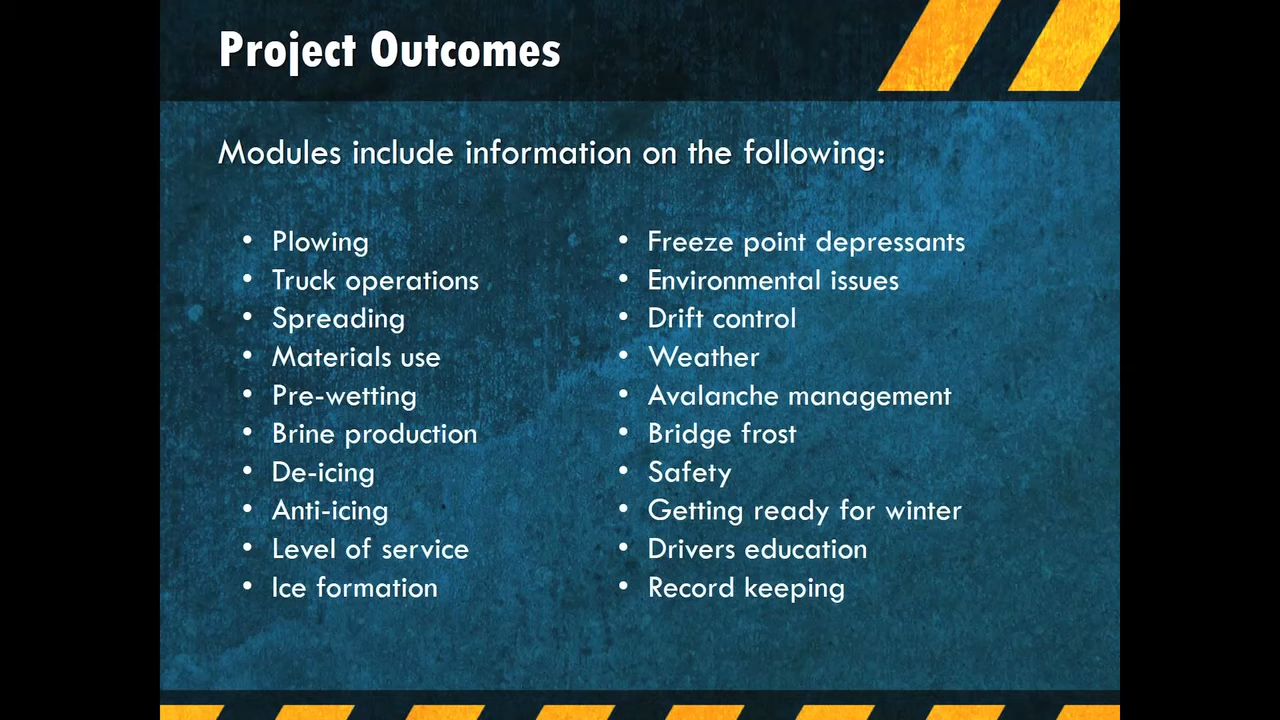 Project Outcomes
Modules include information on the following:
• Plowing
• Truck operations
• Spreading
• Materials use
• Pre-wetting
• Brine production
• De-icing
• Anti-icing
• Level of service
• Ice formation
• Freeze point depressants
• Environmental issues
• Drift control
• Weather
• Avalanche management
• Bridge frost
• Safety
• Getting ready for winter
• Drivers education
• Record keeping